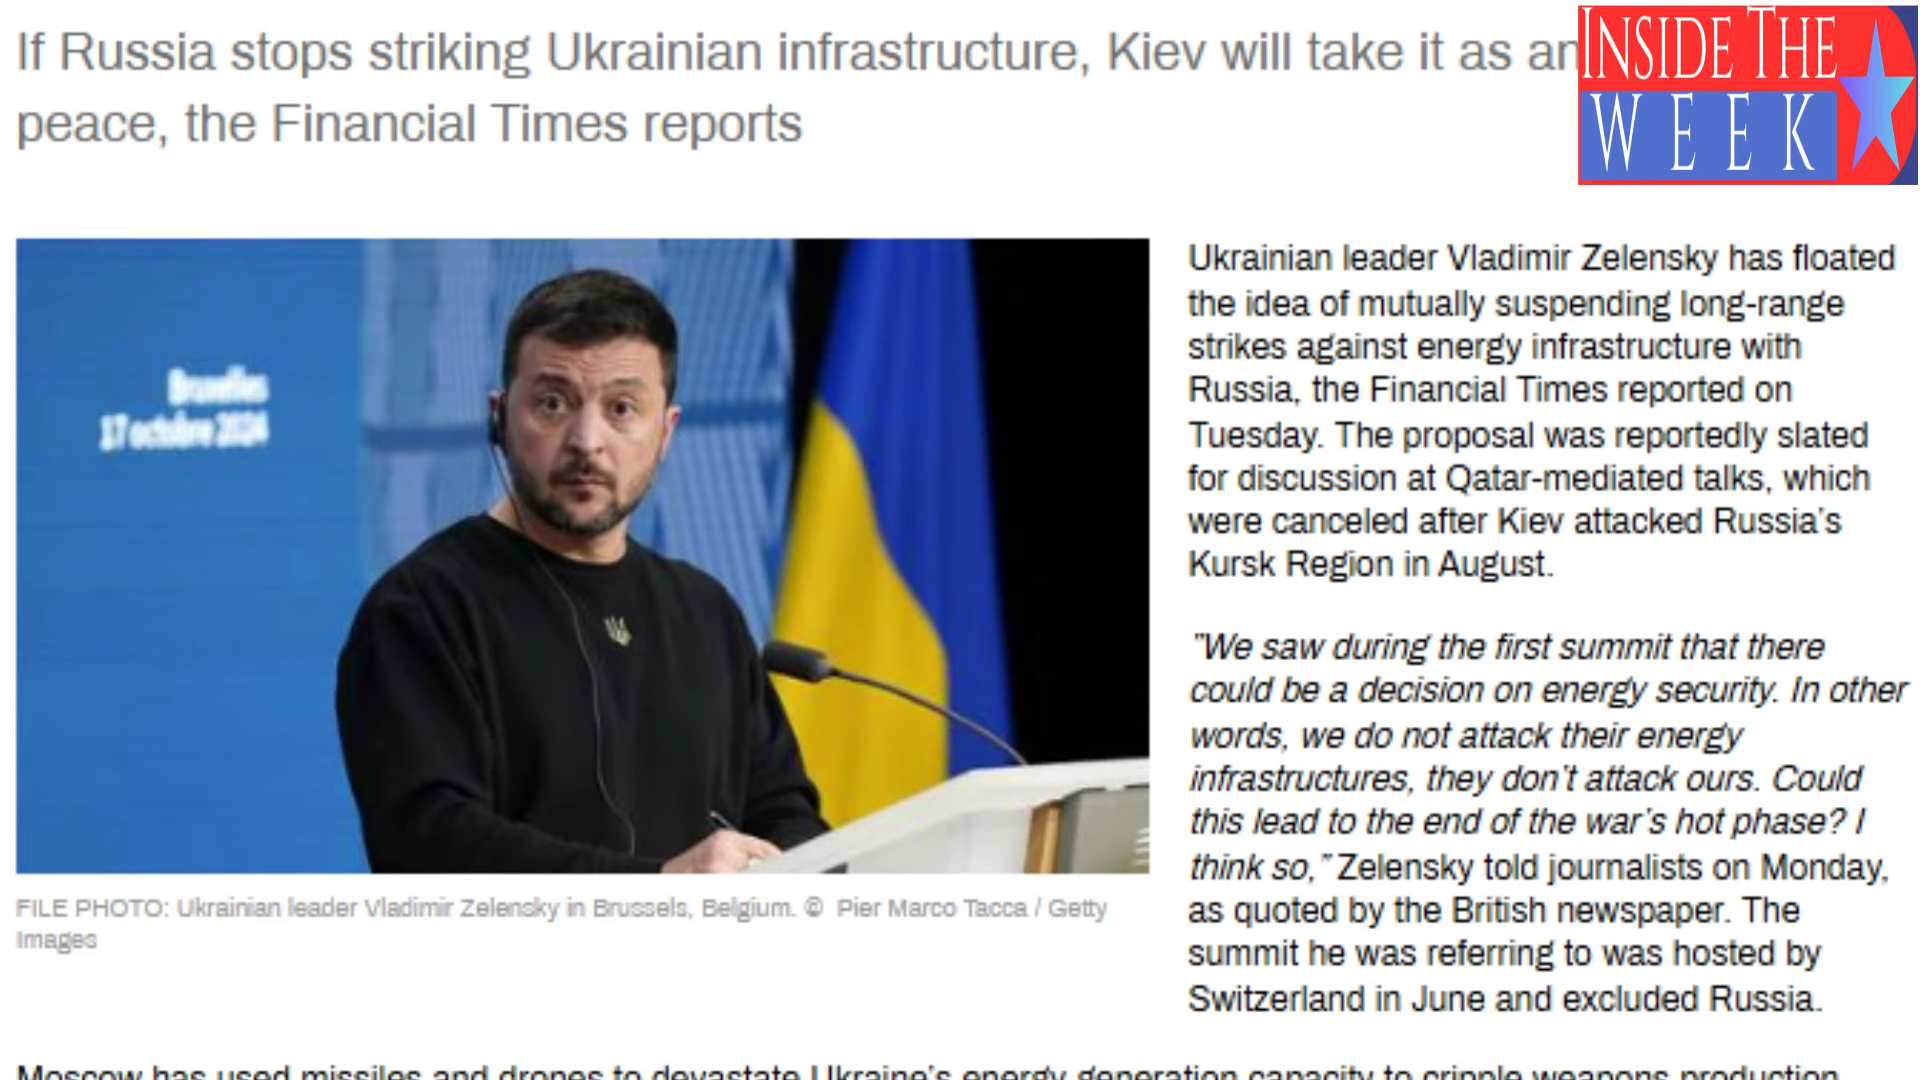 If Russia stops striking Ukrainian infrastructure, Kiev will take it as an
peace, the Financial Times reports
INSIDE THE
WEEK
Bruxelles
17 octobre 2024
FILE PHOTO: Ukrainian leader Vladimir Zelensky in Brussels, Belgium. © Pier Marco Tacca / Getty
Images
Ukrainian leader Vladimir Zelensky has floated
the idea of mutually suspending long-range
strikes against energy infrastructure with
Russia, the Financial Times reported on
Tuesday. The proposal was reportedly slated
for discussion at Qatar-mediated talks, which
were canceled after Kiev attacked Russia’s
Kursk Region in August.
"We saw during the first summit that there
could be a decision on energy security. In other
words, we do not attack their energy
infrastructures, they don’t attack ours. Could
this lead to the end of the war’s hot phase? I
think so,” Zelensky told journalists on Monday,
as quoted by the British newspaper. The
summit he was referring to was hosted by
Switzerland in June and excluded Russia.
Moscow has used missiles and drones to devastate Ukraine’s energy generation capacity to cripple weapons production